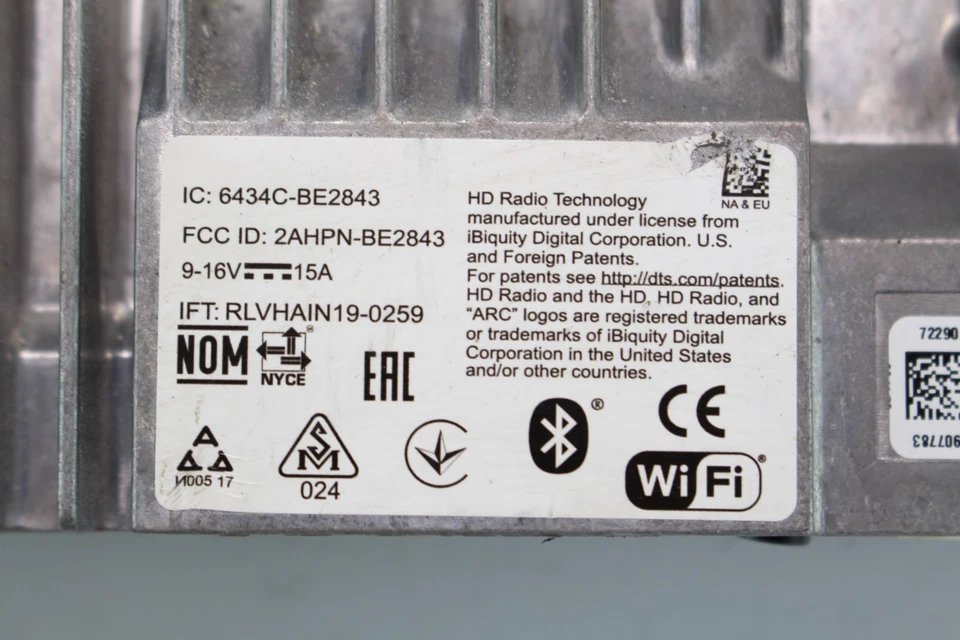 IC: 6434C-BE2843
FCC ID: 2AHPN-BE2843
9-16V 15A
IFT: RLVHAIN19-0259
NOM
NYCE
EAC
И005 17
SM
024
HD Radio Technology
manufactured under license from
iBiquity Digital Corporation. U.S.
and Foreign Patents.
For patents see http://dts.com/patents.
HD Radio and the HD, HD Radio, and
“ARC” logos are registered trademarks
or trademarks of iBiquity Digital
Corporation in the United States
and/or other countries.
NA & EU
®
CE
Wi Fi®
72290
907783